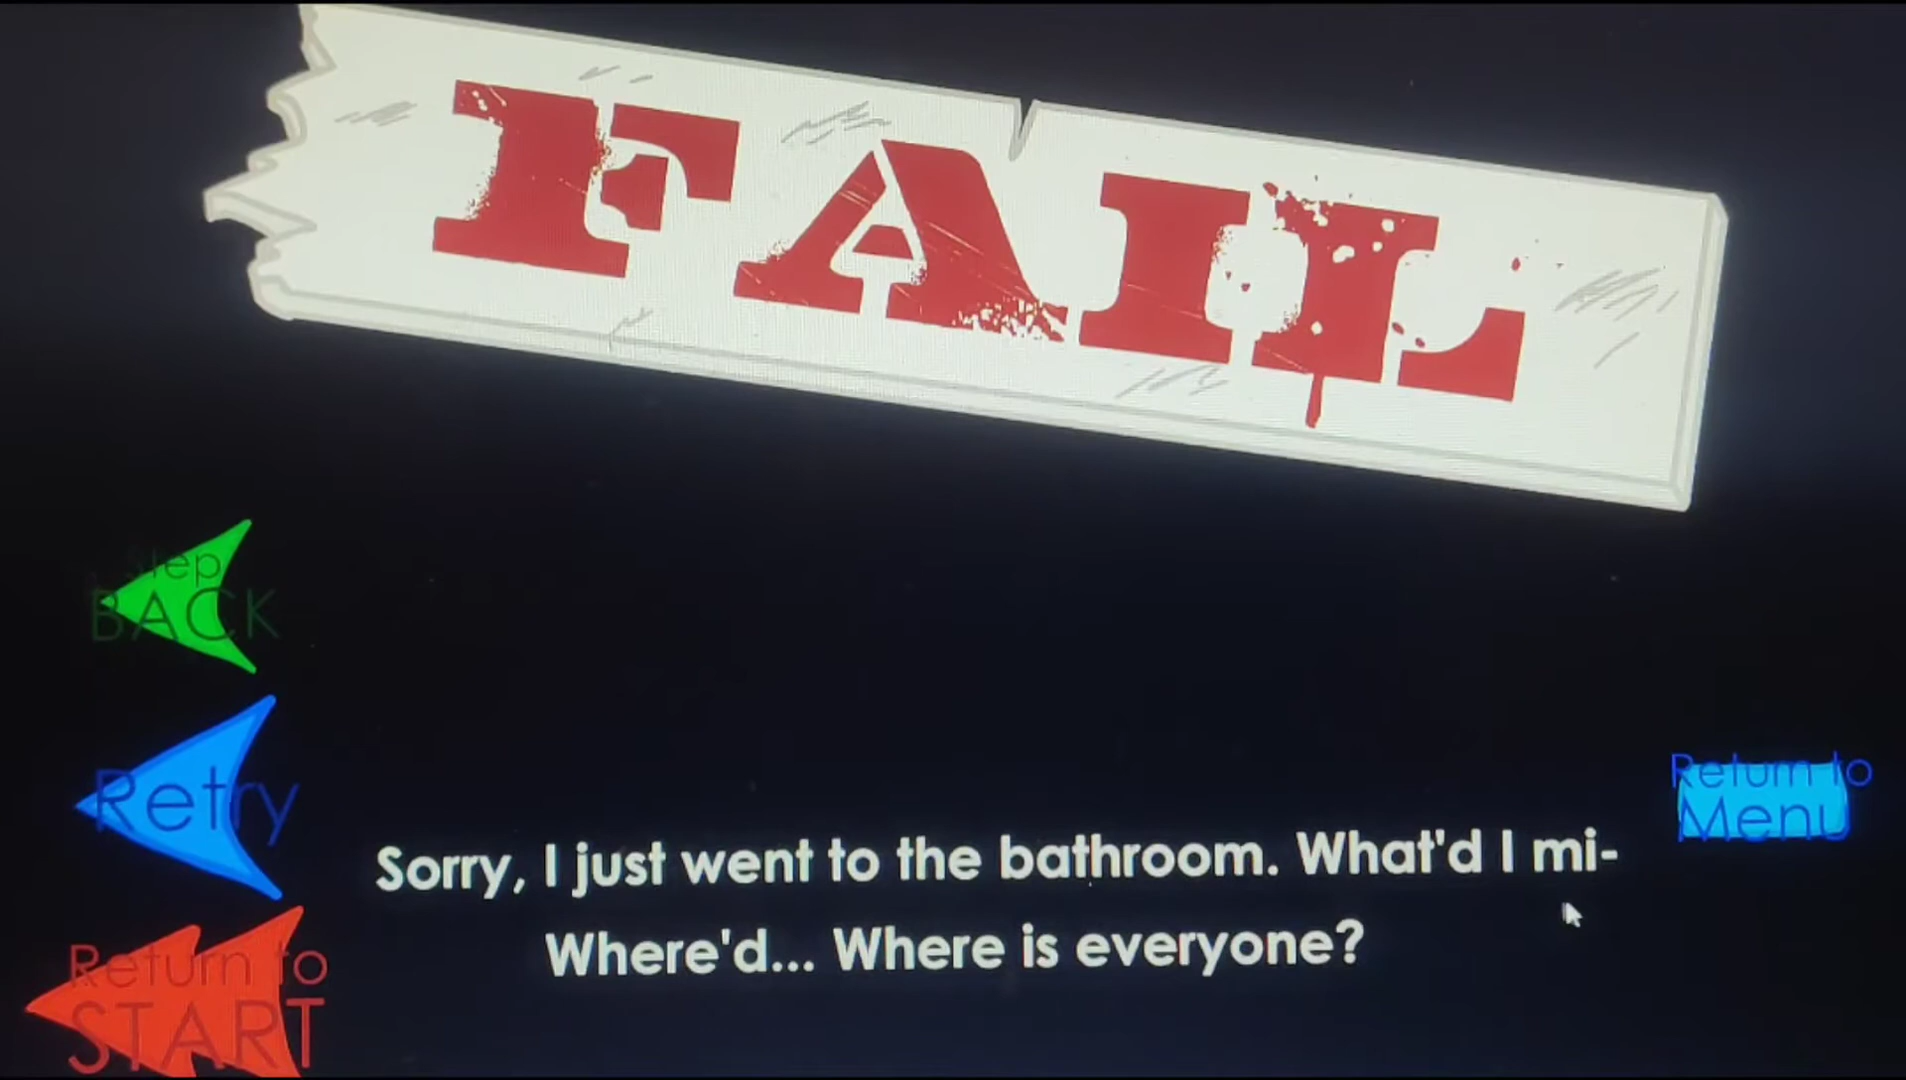 FAIL
Step
BACK
Retry
Return to
Menu
Sorry, I just went to the bathroom. What'd I mi-
Where'd... Where is everyone?
Return to
START